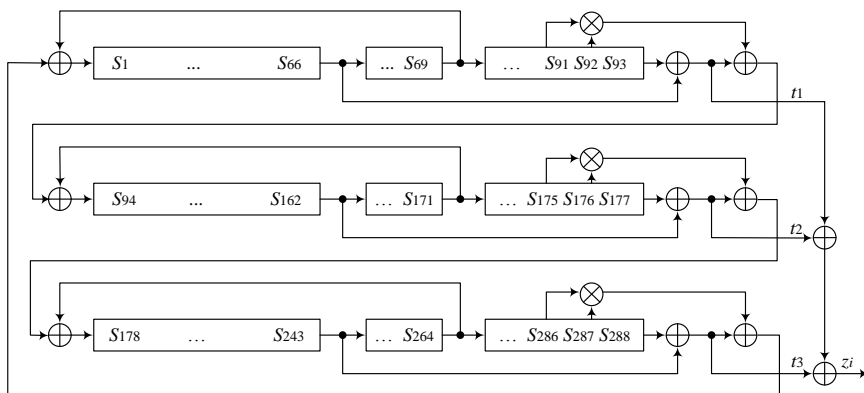 S1 ... S66 ... S69 ... S91 S92 S93
t1
S94 ... S162 ... S171 ... S175 S176 S177
t2
S178 ... S243 ... S264 ... S286 S287 S288
t3 zi